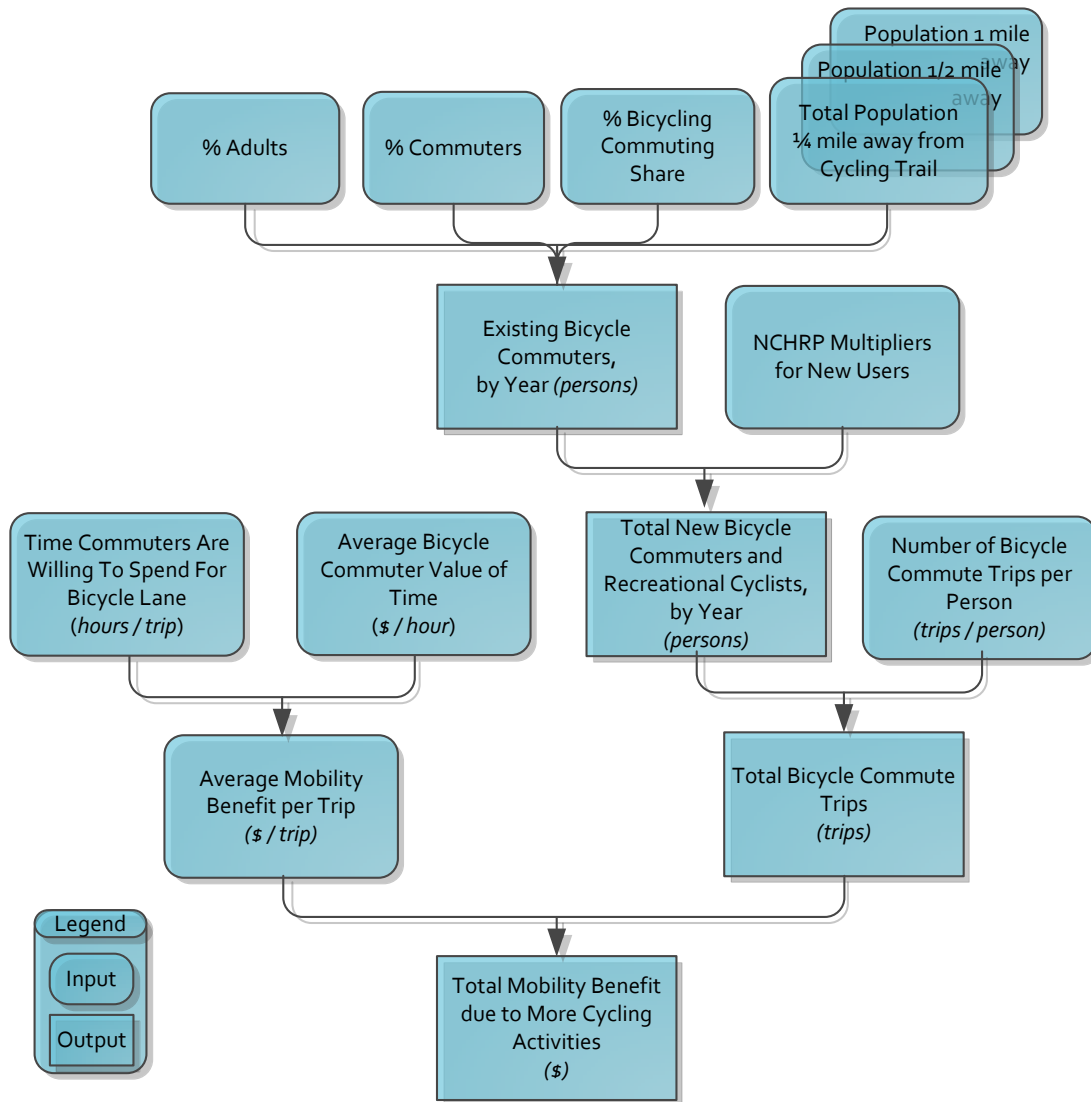 Population 1 mile
away
Population 1/2 mile
away
Total Population
¼ mile away from
Cycling Trail
% Adults
% Commuters
% Bicycling
Commuting
Share
Existing Bicycle
Commuters,
by Year (persons)
NCHRP Multipliers
for New Users
Time Commuters Are
Willing To Spend For
Bicycle Lane
(hours / trip)
Average Bicycle
Commuter Value of
Time
($ / hour)
Total New Bicycle
Commuters and
Recreational Cyclists,
by Year
(persons)
Number of Bicycle
Commute Trips per
Person
(trips / person)
Average Mobility
Benefit per Trip
($ / trip)
Total Bicycle Commute
Trips
(trips)
Legend
Input
Output
Total Mobility Benefit
due to More Cycling
Activities
($)